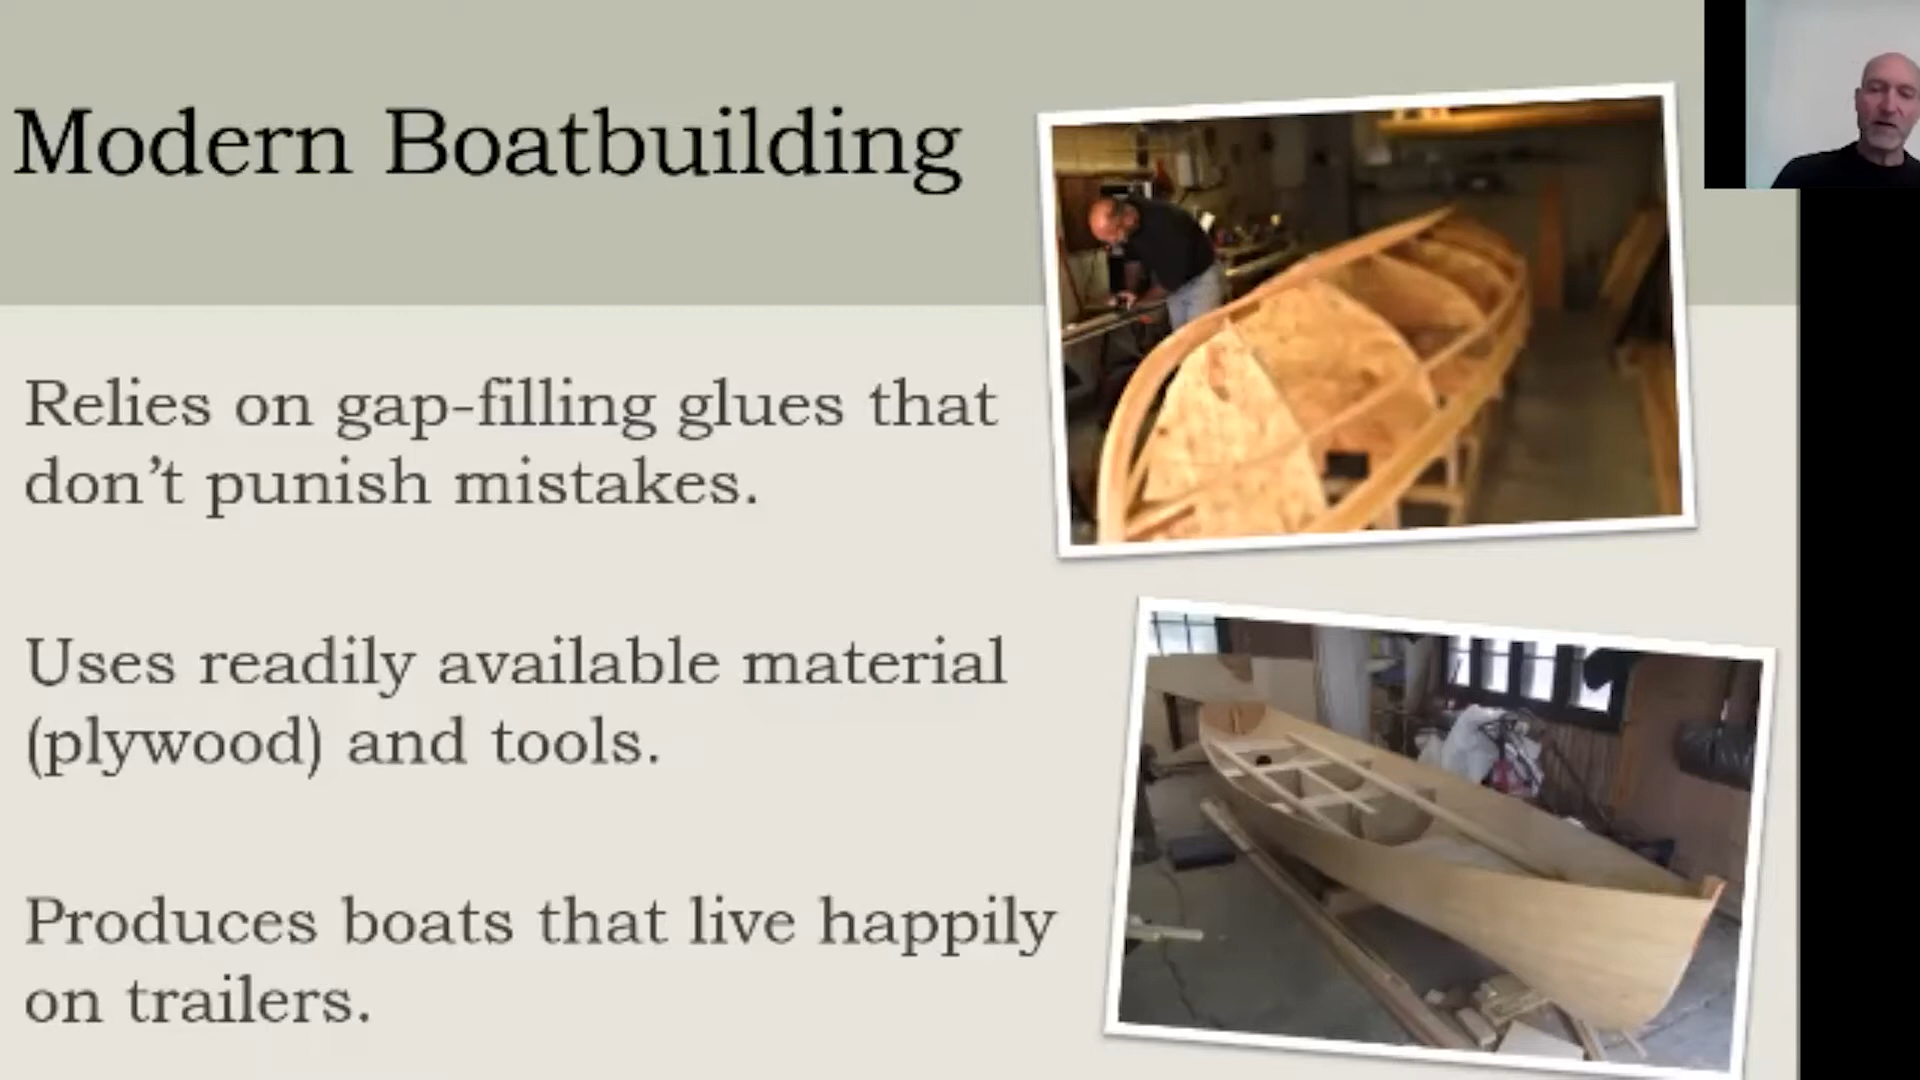 Modern Boatbuilding
Relies on gap-filling glues that
don’t punish mistakes.
Uses readily available material
(plywood) and tools.
Produces boats that live happily
on trailers.